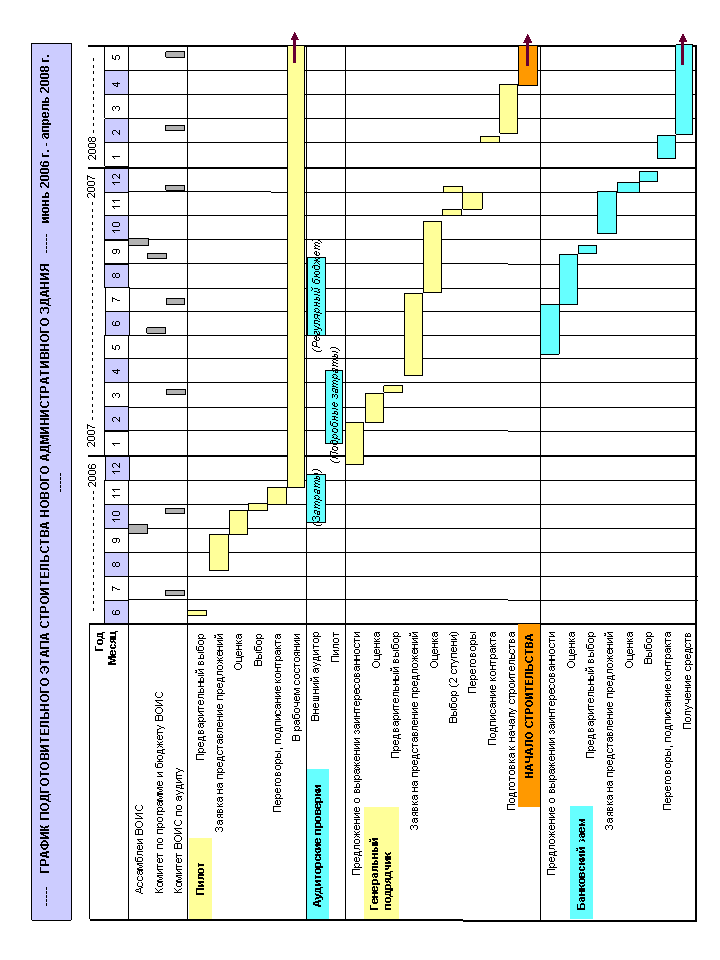 ----- ГРАФИК ПОДГОТОВИТЕЛЬНОГО ЭТАПА СТРОИТЕЛЬСТВА НОВОГО АДМИНИСТРАТИВНОГО ЗДАНИЯ ----- июнь 2006 г. - апрель 2008 г.
-----
Год 2006 2007 2007 2008
Месяц 6 7 8 9 10 11 12 1 2 3 4 5 6 7 8 9 10 11 12 1 2 3 4 5
Ассамблеи ВОИС
Комитет по программе и бюджету ВОИС
Комитет ВОИС по аудиту
Пилот
Предварительный выбор
Заявка на представление предложений
Оценка
Выбор
Переговоры, подписание контракта
В рабочем состоянии
Аудиторские проверки
Внешний аудитор (Затраты) (Регулярный бюджет)
Пилот (Подробные затраты)
Генеральный подрядчик
Предложение о выражении заинтересованности
Оценка
Предварительный выбор
Заявка на представление предложений
Оценка
Выбор (2 ступени)
Переговоры
Подписание контракта
Подготовка к началу строительства
НАЧАЛО СТРОИТЕЛЬСТВА
Банковский заем
Предложение о выражении заинтересованности
Оценка
Предварительный выбор
Заявка на представление предложений
Оценка
Выбор
Переговоры, подписание контракта
Получение средств